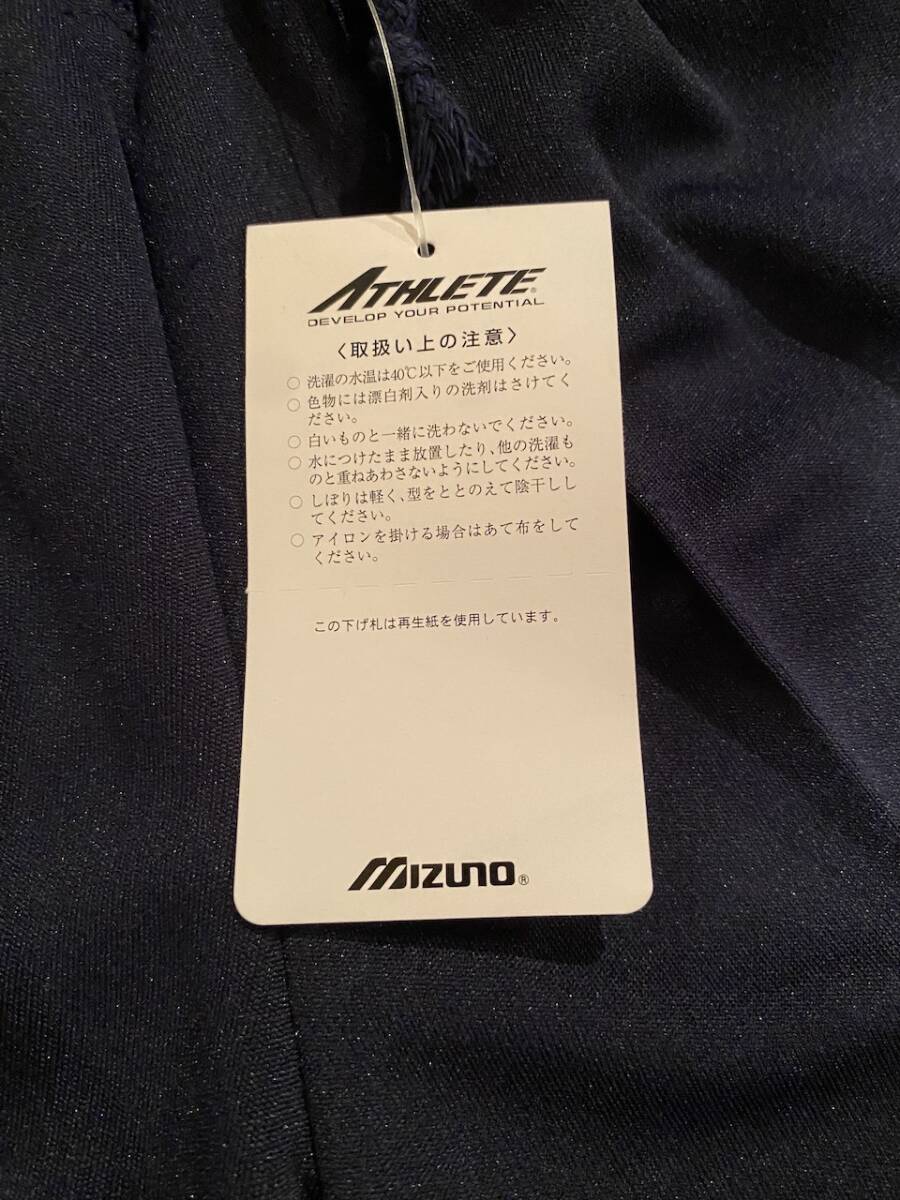 ATHLETE®
DEVELOP YOUR POTENTIAL
〈取扱い上の注意〉
○ 洗濯の水温は40℃以下をご使用ください。
○ 色物には漂白剤入りの洗剤はさけてく
ださい。
○ 白いものと一緒に洗わないでください。
○ 水につけたまま放置したり、他の洗濯も
のと重ねあわさないようにしてください。
○ しぼりは軽く、型をととのえて陰干しし
てください。
○ アイロンを掛ける場合はあて布をして
ください。
この下げ札は再生紙を使用しています。
MIZUNO®